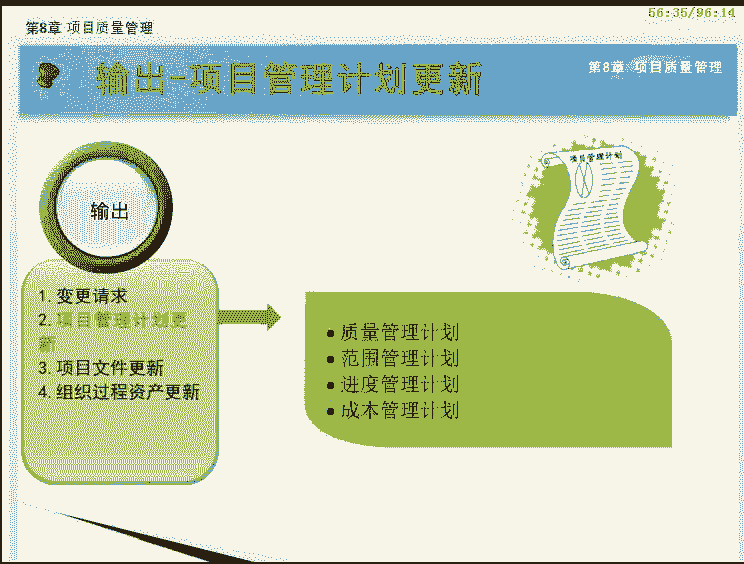 56:35/96:14
第8章 项目质量管理
输出-项目管理计划更新
第8章 项目质量管理
项目管理计划
输出
1. 变更请求
2. 项目管理计划更
新
3. 项目文件更新
4. 组织过程资产更新
• 质量管理计划
• 范围管理计划
• 进度管理计划
• 成本管理计划